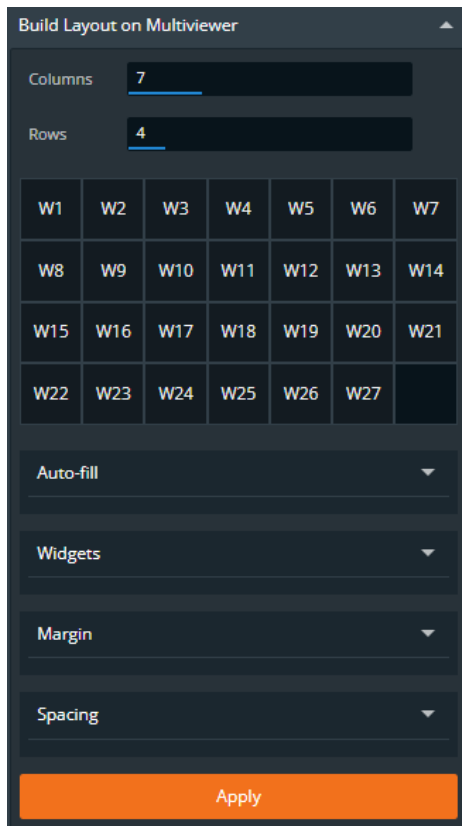 Build Layout on Multiviewer
Columns 7
Rows 4
W1 W2 W3 W4 W5 W6 W7
W8 W9 W10 W11 W12 W13 W14
W15 W16 W17 W18 W19 W20 W21
W22 W23 W24 W25 W26 W27
Auto-fill
Widgets
Margin
Spacing
Apply